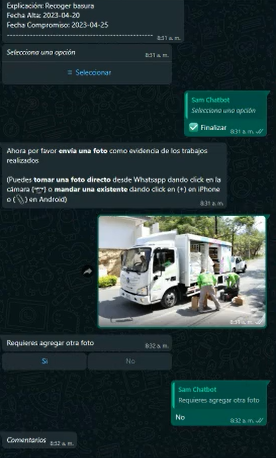 Explicación: Recoger basura
Fecha Alta: 2023-04-20
Fecha Compromiso: 2023-04-25
------------------------------------------------
8:31 a. m.
Selecciona una opción
8:31 a. m.
Seleccionar
Sam Chatbot
Selecciona una opción
Finalizar
8:31 a. m.
Ahora por favor envía una foto como evidencia de los trabajos
realizados
(Puedes tomar una foto directo desde Whatsapp dando click en la
cámara (📷) o mandar una existente dando click en (+) en iPhone
o (📎) en Android)
8:31 a. m.
8:31 a. m.
Requieres agregar otra foto
8:32 a. m.
Si
No
Sam Chatbot
Requieres agregar otra foto
No
8:32 a. m.
Comentarios
8:32 a. m.